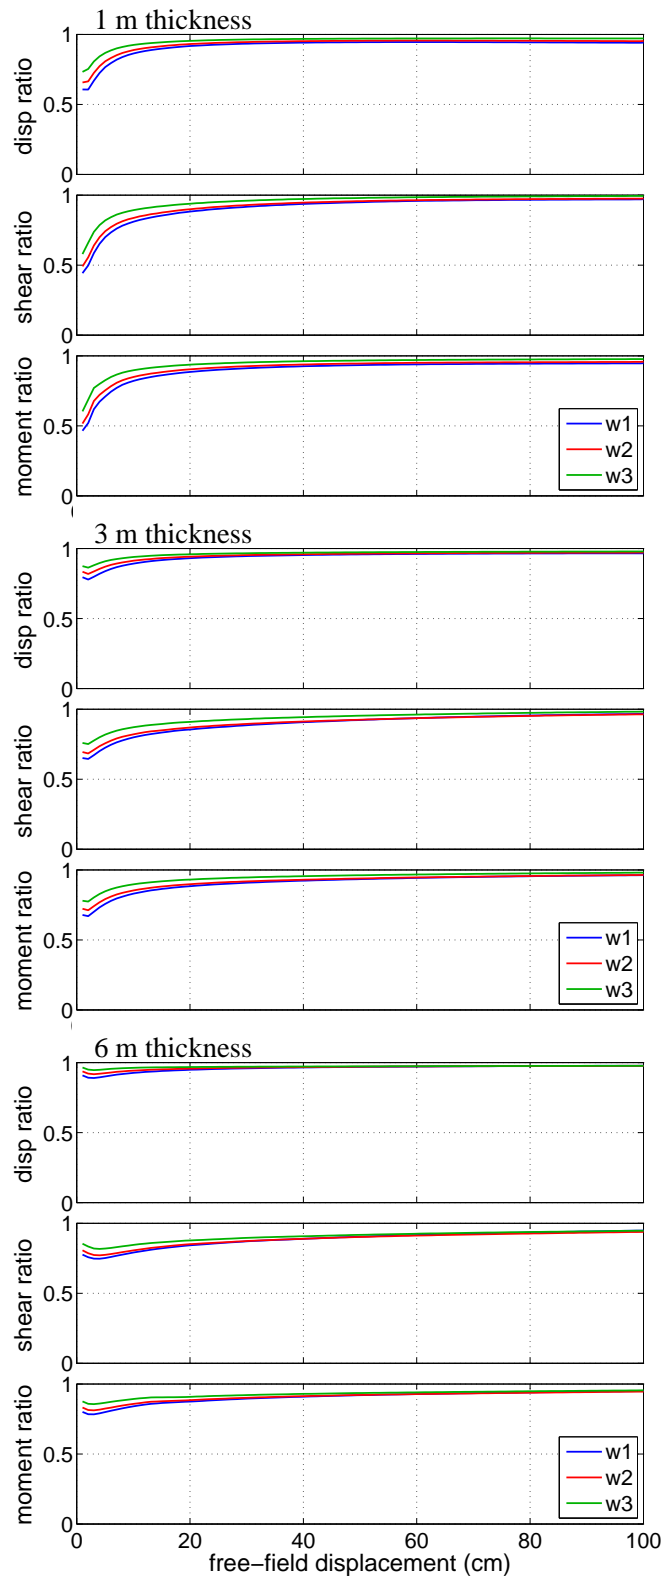 1 m thickness
1
disp ratio
0.5
0
1
shear ratio
0.5
0
1
moment ratio
0.5
w1
w2
w3
0
3 m thickness
1
disp ratio
0.5
0
1
shear ratio
0.5
0
1
moment ratio
0.5
w1
w2
w3
0
6 m thickness
1
disp ratio
0.5
0
1
shear ratio
0.5
0
1
moment ratio
0.5
w1
w2
w3
0
0 20 40 60 80 100
free−field displacement (cm)